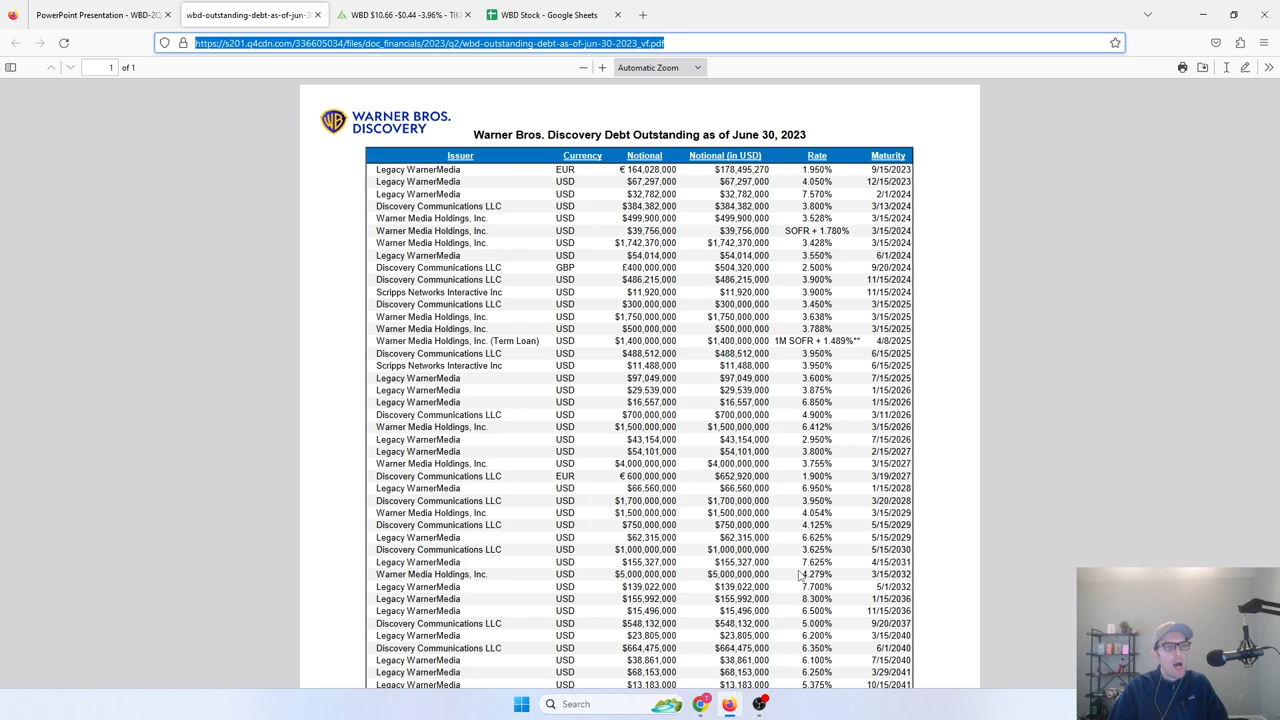 PowerPoint Presentation - WBD-2Q
wbd-outstanding-debt-as-of-jun-3
WBD $10.66 -$0.44 -3.96% - TIK
WBD Stock - Google Sheets
https://s201.q4cdn.com/336605034/files/doc_financials/2023/q2/wbd-outstanding-debt-as-of-jun-30-2023_vf.pdf
1 of 1 Automatic Zoom
WB WARNER BROS.
DISCOVERY
Warner Bros. Discovery Debt Outstanding as of June 30, 2023
Issuer Currency Notional Notional (in USD) Rate Maturity
Legacy WarnerMedia EUR € 164,028,000 $178,495,270 1.950% 9/15/2023
Legacy WarnerMedia USD $67,297,000 $67,297,000 4.050% 12/15/2023
Legacy WarnerMedia USD $32,782,000 $32,782,000 7.570% 2/1/2024
Discovery Communications LLC USD $384,382,000 $384,382,000 3.800% 3/13/2024
Warner Media Holdings, Inc. USD $499,900,000 $499,900,000 3.528% 3/15/2024
Warner Media Holdings, Inc. USD $39,756,000 $39,756,000 SOFR + 1.780% 3/15/2024
Warner Media Holdings, Inc. USD $1,742,370,000 $1,742,370,000 3.428% 3/15/2024
Legacy WarnerMedia USD $54,014,000 $54,014,000 3.550% 6/1/2024
Discovery Communications LLC GBP £400,000,000 $504,320,000 2.500% 9/20/2024
Discovery Communications LLC USD $486,215,000 $486,215,000 3.900% 11/15/2024
Scripps Networks Interactive Inc USD $11,920,000 $11,920,000 3.900% 11/15/2024
Discovery Communications LLC USD $300,000,000 $300,000,000 3.450% 3/15/2025
Warner Media Holdings, Inc. USD $1,750,000,000 $1,750,000,000 3.638% 3/15/2025
Warner Media Holdings, Inc. USD $500,000,000 $500,000,000 3.788% 3/15/2025
Warner Media Holdings, Inc. (Term Loan) USD $1,400,000,000 $1,400,000,000 1M SOFR + 1.489%** 4/8/2025
Discovery Communications LLC USD $488,512,000 $488,512,000 3.950% 6/15/2025
Scripps Networks Interactive Inc USD $11,488,000 $11,488,000 3.950% 6/15/2025
Legacy WarnerMedia USD $97,049,000 $97,049,000 3.600% 7/15/2025
Legacy WarnerMedia USD $29,539,000 $29,539,000 3.875% 1/15/2026
Legacy WarnerMedia USD $16,557,000 $16,557,000 6.850% 1/15/2026
Discovery Communications LLC USD $700,000,000 $700,000,000 4.900% 3/11/2026
Warner Media Holdings, Inc. USD $1,500,000,000 $1,500,000,000 6.412% 3/15/2026
Legacy WarnerMedia USD $43,154,000 $43,154,000 2.950% 7/15/2026
Legacy WarnerMedia USD $54,101,000 $54,101,000 3.800% 2/15/2027
Warner Media Holdings, Inc. USD $4,000,000,000 $4,000,000,000 3.755% 3/15/2027
Discovery Communications LLC EUR € 600,000,000 $652,920,000 1.900% 3/19/2027
Legacy WarnerMedia USD $66,560,000 $66,560,000 6.950% 1/15/2028
Discovery Communications LLC USD $1,700,000,000 $1,700,000,000 3.950% 3/20/2028
Warner Media Holdings, Inc. USD $1,500,000,000 $1,500,000,000 4.054% 3/15/2029
Discovery Communications LLC USD $750,000,000 $750,000,000 4.125% 5/15/2029
Legacy WarnerMedia USD $62,315,000 $62,315,000 6.625% 5/15/2029
Discovery Communications LLC USD $1,000,000,000 $1,000,000,000 3.625% 5/15/2030
Legacy WarnerMedia USD $155,327,000 $155,327,000 7.625% 4/15/2031
Warner Media Holdings, Inc. USD $5,000,000,000 $5,000,000,000 4.279% 3/15/2032
Legacy WarnerMedia USD $139,022,000 $139,022,000 7.700% 5/1/2032
Legacy WarnerMedia USD $155,992,000 $155,992,000 8.300% 1/15/2036
Legacy WarnerMedia USD $15,496,000 $15,496,000 6.500% 11/15/2036
Discovery Communications LLC USD $548,132,000 $548,132,000 5.000% 9/20/2037
Legacy WarnerMedia USD $23,805,000 $23,805,000 6.200% 3/15/2040
Discovery Communications LLC USD $664,475,000 $664,475,000 6.350% 6/1/2040
Legacy WarnerMedia USD $38,861,000 $38,861,000 6.100% 7/15/2040
Legacy WarnerMedia USD $68,153,000 $68,153,000 6.250% 3/29/2041
Legacy WarnerMedia USD $13,183,000 $13,183,000 5.375% 10/15/2041
Search